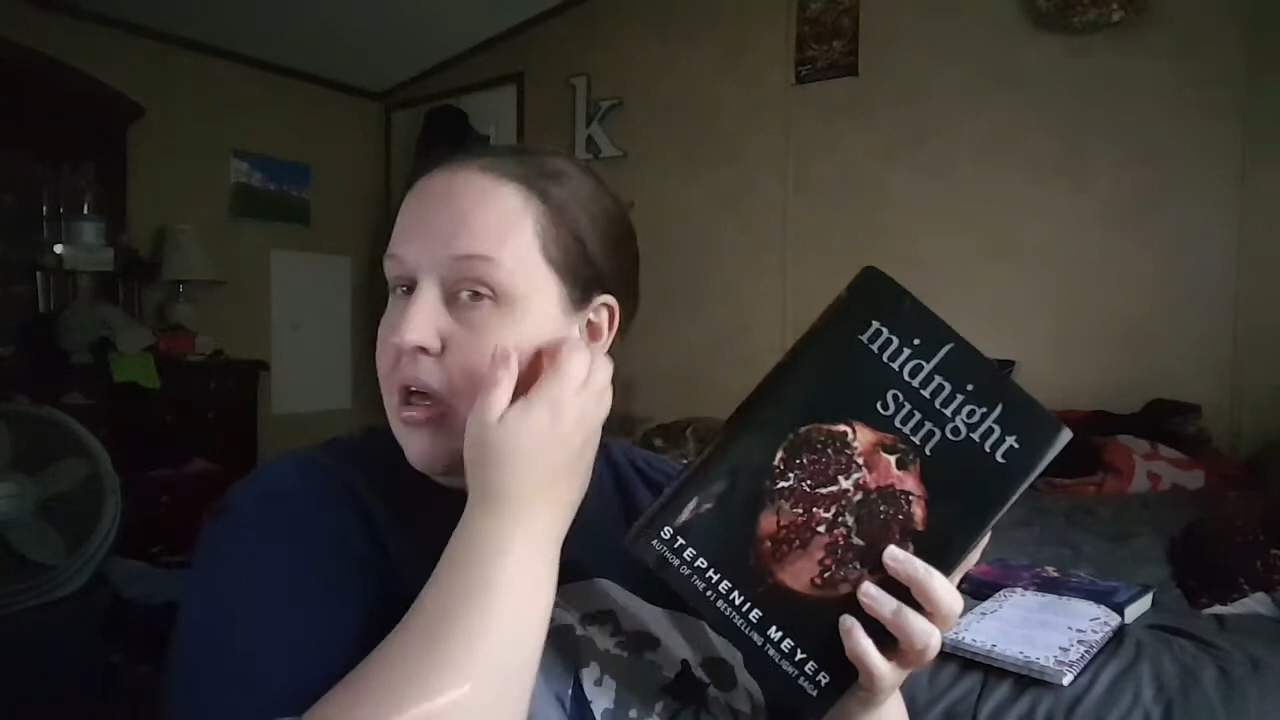 k
midnight
sun
STEPHENIE MEYER
AUTHOR OF THE #1 BESTSELLING TWILIGHT SAGA